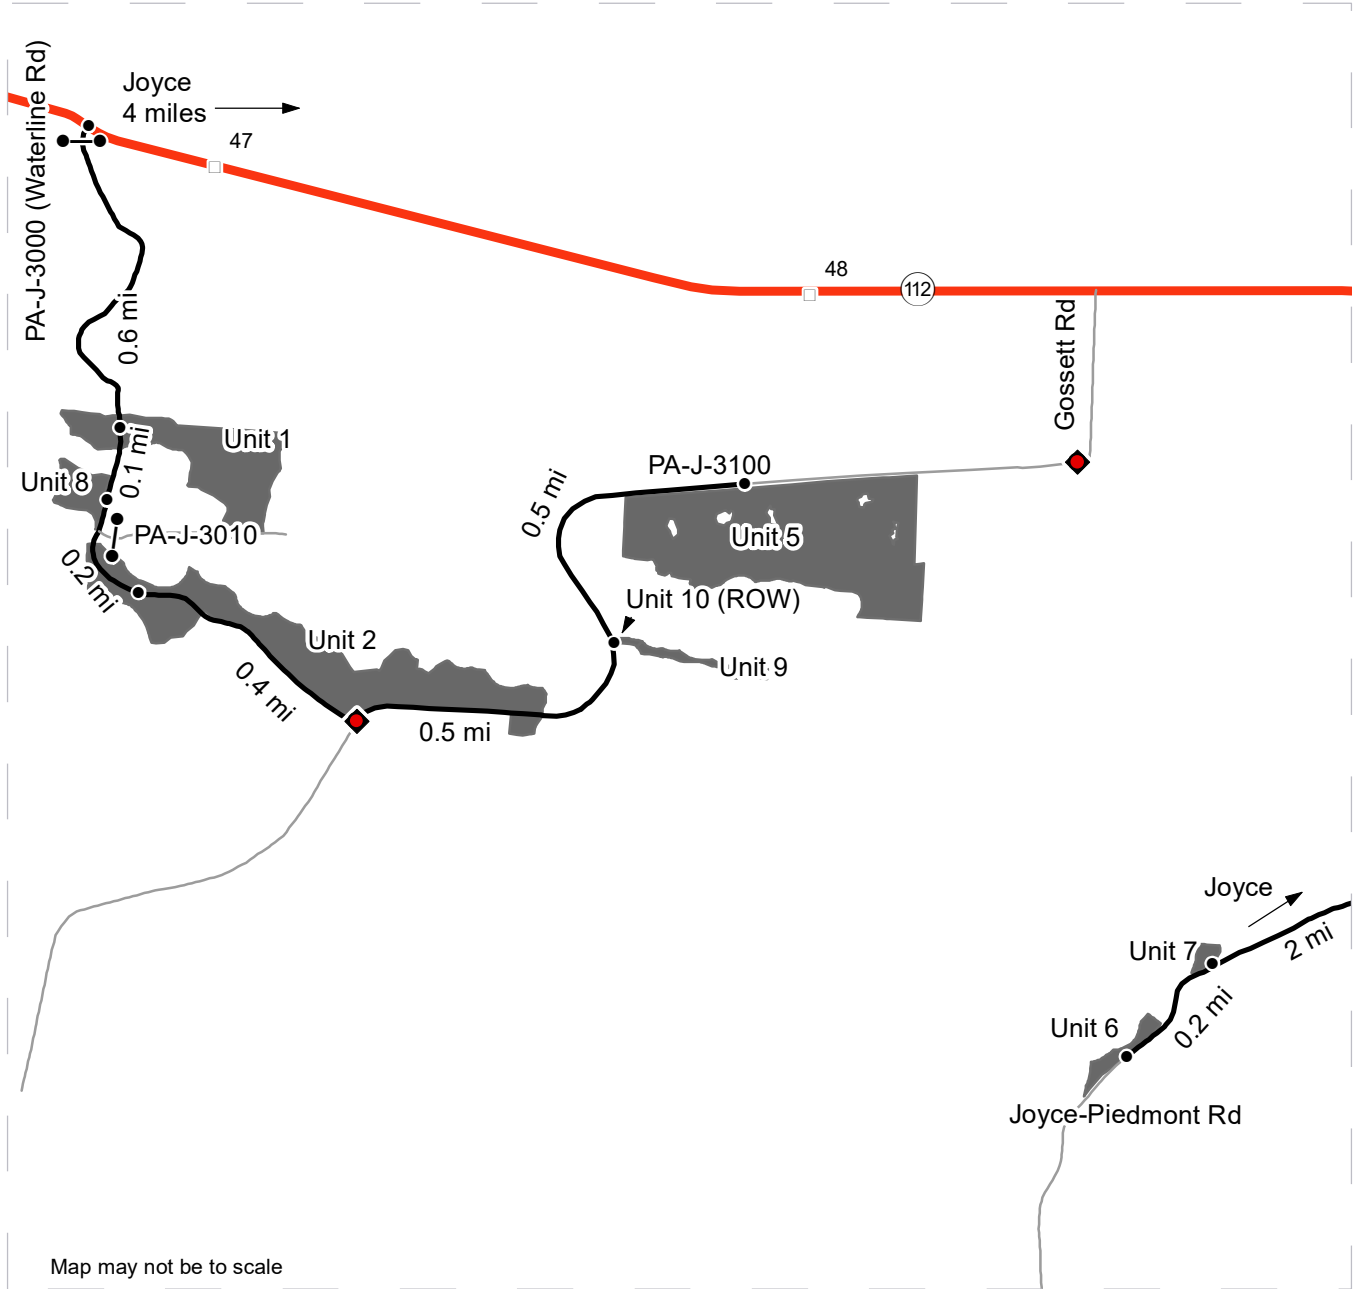 PA-J-3000 (Waterline Rd)
Joyce
4 miles
47
48
112
0.6 mi
Gossett Rd
Unit 1
0.1 mi
Unit 8
PA-J-3100
0.5 mi
PA-J-3010
Unit 5
0.2 mi
Unit 10 (ROW)
Unit 2
Unit 9
0.4 mi
0.5 mi
Joyce
Unit 7
2 mi
0.2 mi
Unit 6
Joyce-Piedmont Rd
Map may not be to scale